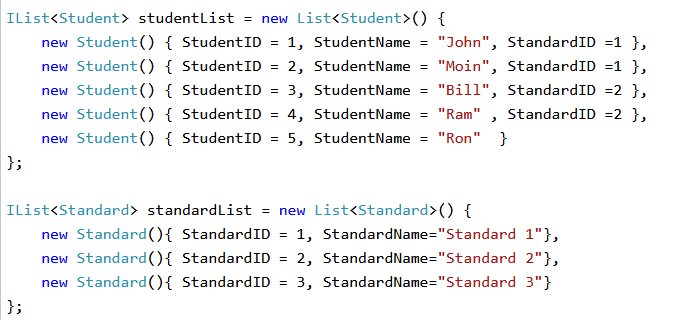 IList<Student> studentList = new List<Student>() {
    new Student() { StudentID = 1, StudentName = "John", StandardID =1 },
    new Student() { StudentID = 2, StudentName = "Moin", StandardID =1 },
    new Student() { StudentID = 3, StudentName = "Bill", StandardID =2 },
    new Student() { StudentID = 4, StudentName = "Ram" , StandardID =2 },
    new Student() { StudentID = 5, StudentName = "Ron"  }
};

IList<Standard> standardList = new List<Standard>() {
    new Standard(){ StandardID = 1, StandardName="Standard 1"},
    new Standard(){ StandardID = 2, StandardName="Standard 2"},
    new Standard(){ StandardID = 3, StandardName="Standard 3"}
};